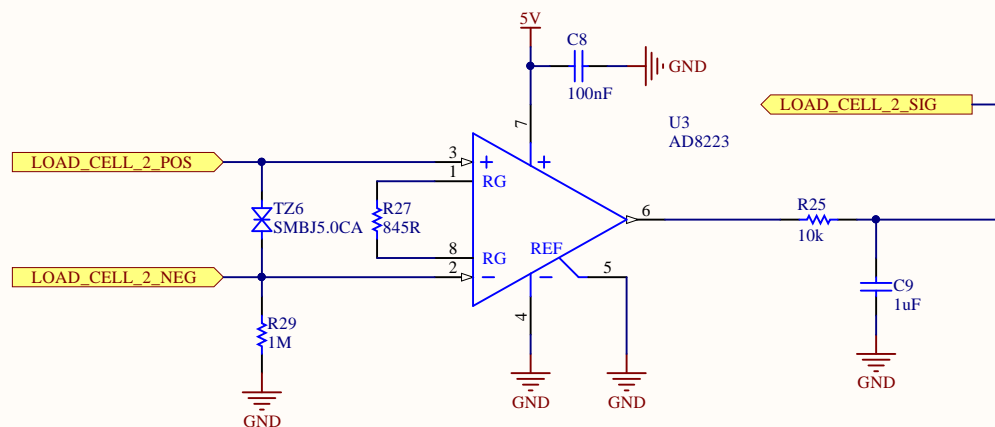 5V
C8
100nF
GND
LOAD_CELL_2_SIG
7
U3
AD8223
LOAD_CELL_2_POS
3
+
+
1
RG
TZ6
SMBJ5.0CA
R27
845R
6
R25
10k
8
RG
REF
LOAD_CELL_2_NEG
2
−
−
5
C9
1uF
R29
1M
4
GND
GND
GND
GND